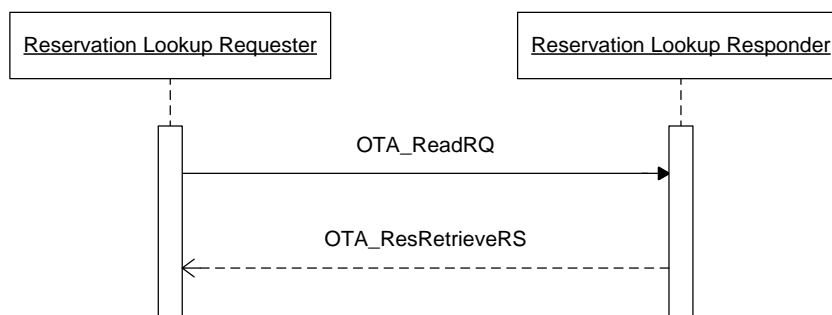 Reservation Lookup Requester
Reservation Lookup Responder
OTA_ReadRQ
OTA_ResRetrieveRS